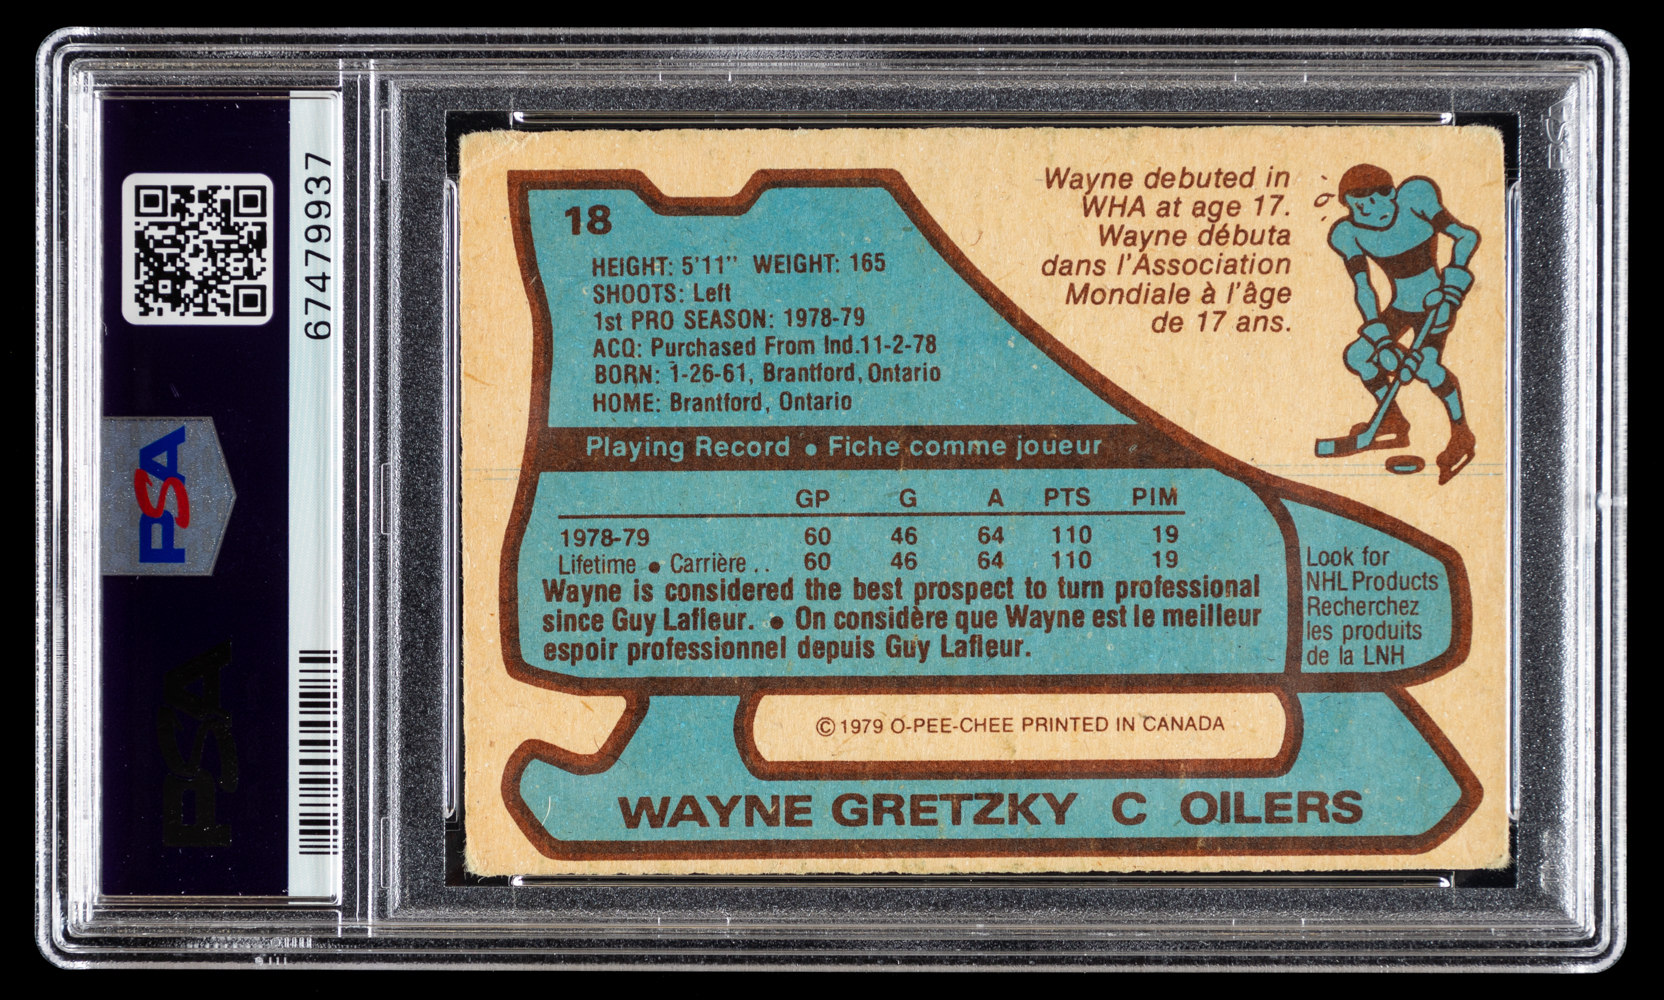 67479937
PSA
PSA
18
HEIGHT: 5'11" WEIGHT: 165
SHOOTS: Left
1st PRO SEASON: 1978-79
ACQ: Purchased From Ind.11-2-78
BORN: 1-26-61, Brantford, Ontario
HOME: Brantford, Ontario
Wayne debuted in
WHA at age 17.
Wayne débuta
dans l'Association
Mondiale à l'âge
de 17 ans.
Playing Record • Fiche comme joueur
GP G A PTS PIM
1978-79 60 46 64 110 19
Lifetime • Carrière .. 60 46 64 110 19
Wayne is considered the best prospect to turn professional
since Guy Lafleur. • On considère que Wayne est le meilleur
espoir professionnel depuis Guy Lafleur.
Look for
NHL Products
Recherchez
les produits
de la LNH
© 1979 O-PEE-CHEE PRINTED IN CANADA
WAYNE GRETZKY C OILERS